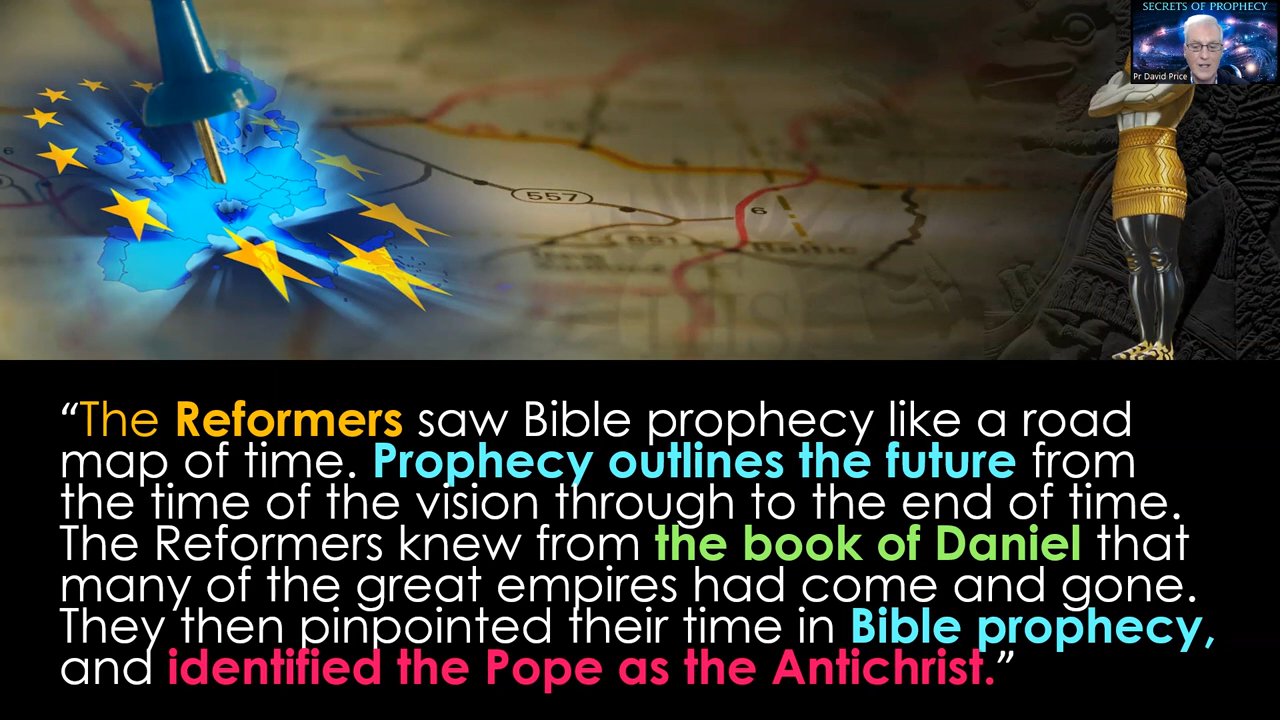 SECRETS OF PROPHECY
Pr David Price
6
557
6
“The Reformers saw Bible prophecy like a road
map of time. Prophecy outlines the future from
the time of the vision through to the end of time.
The Reformers knew from the book of Daniel that
many of the great empires had come and gone.
They then pinpointed their time in Bible prophecy,
and identified the Pope as the Antichrist.”